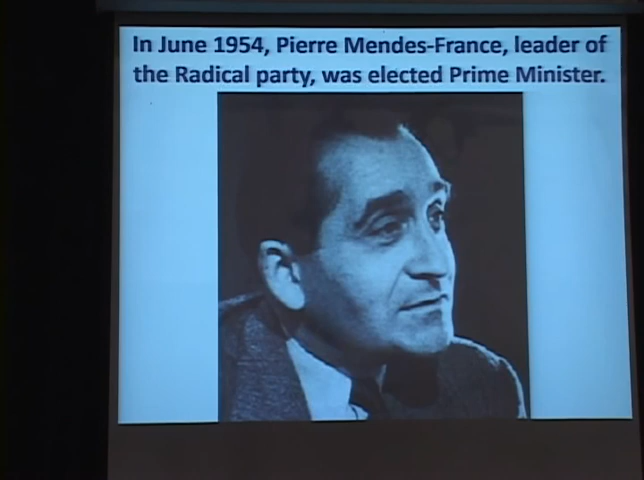 In June 1954, Pierre Mendes-France, leader of
the Radical party, was elected Prime Minister.